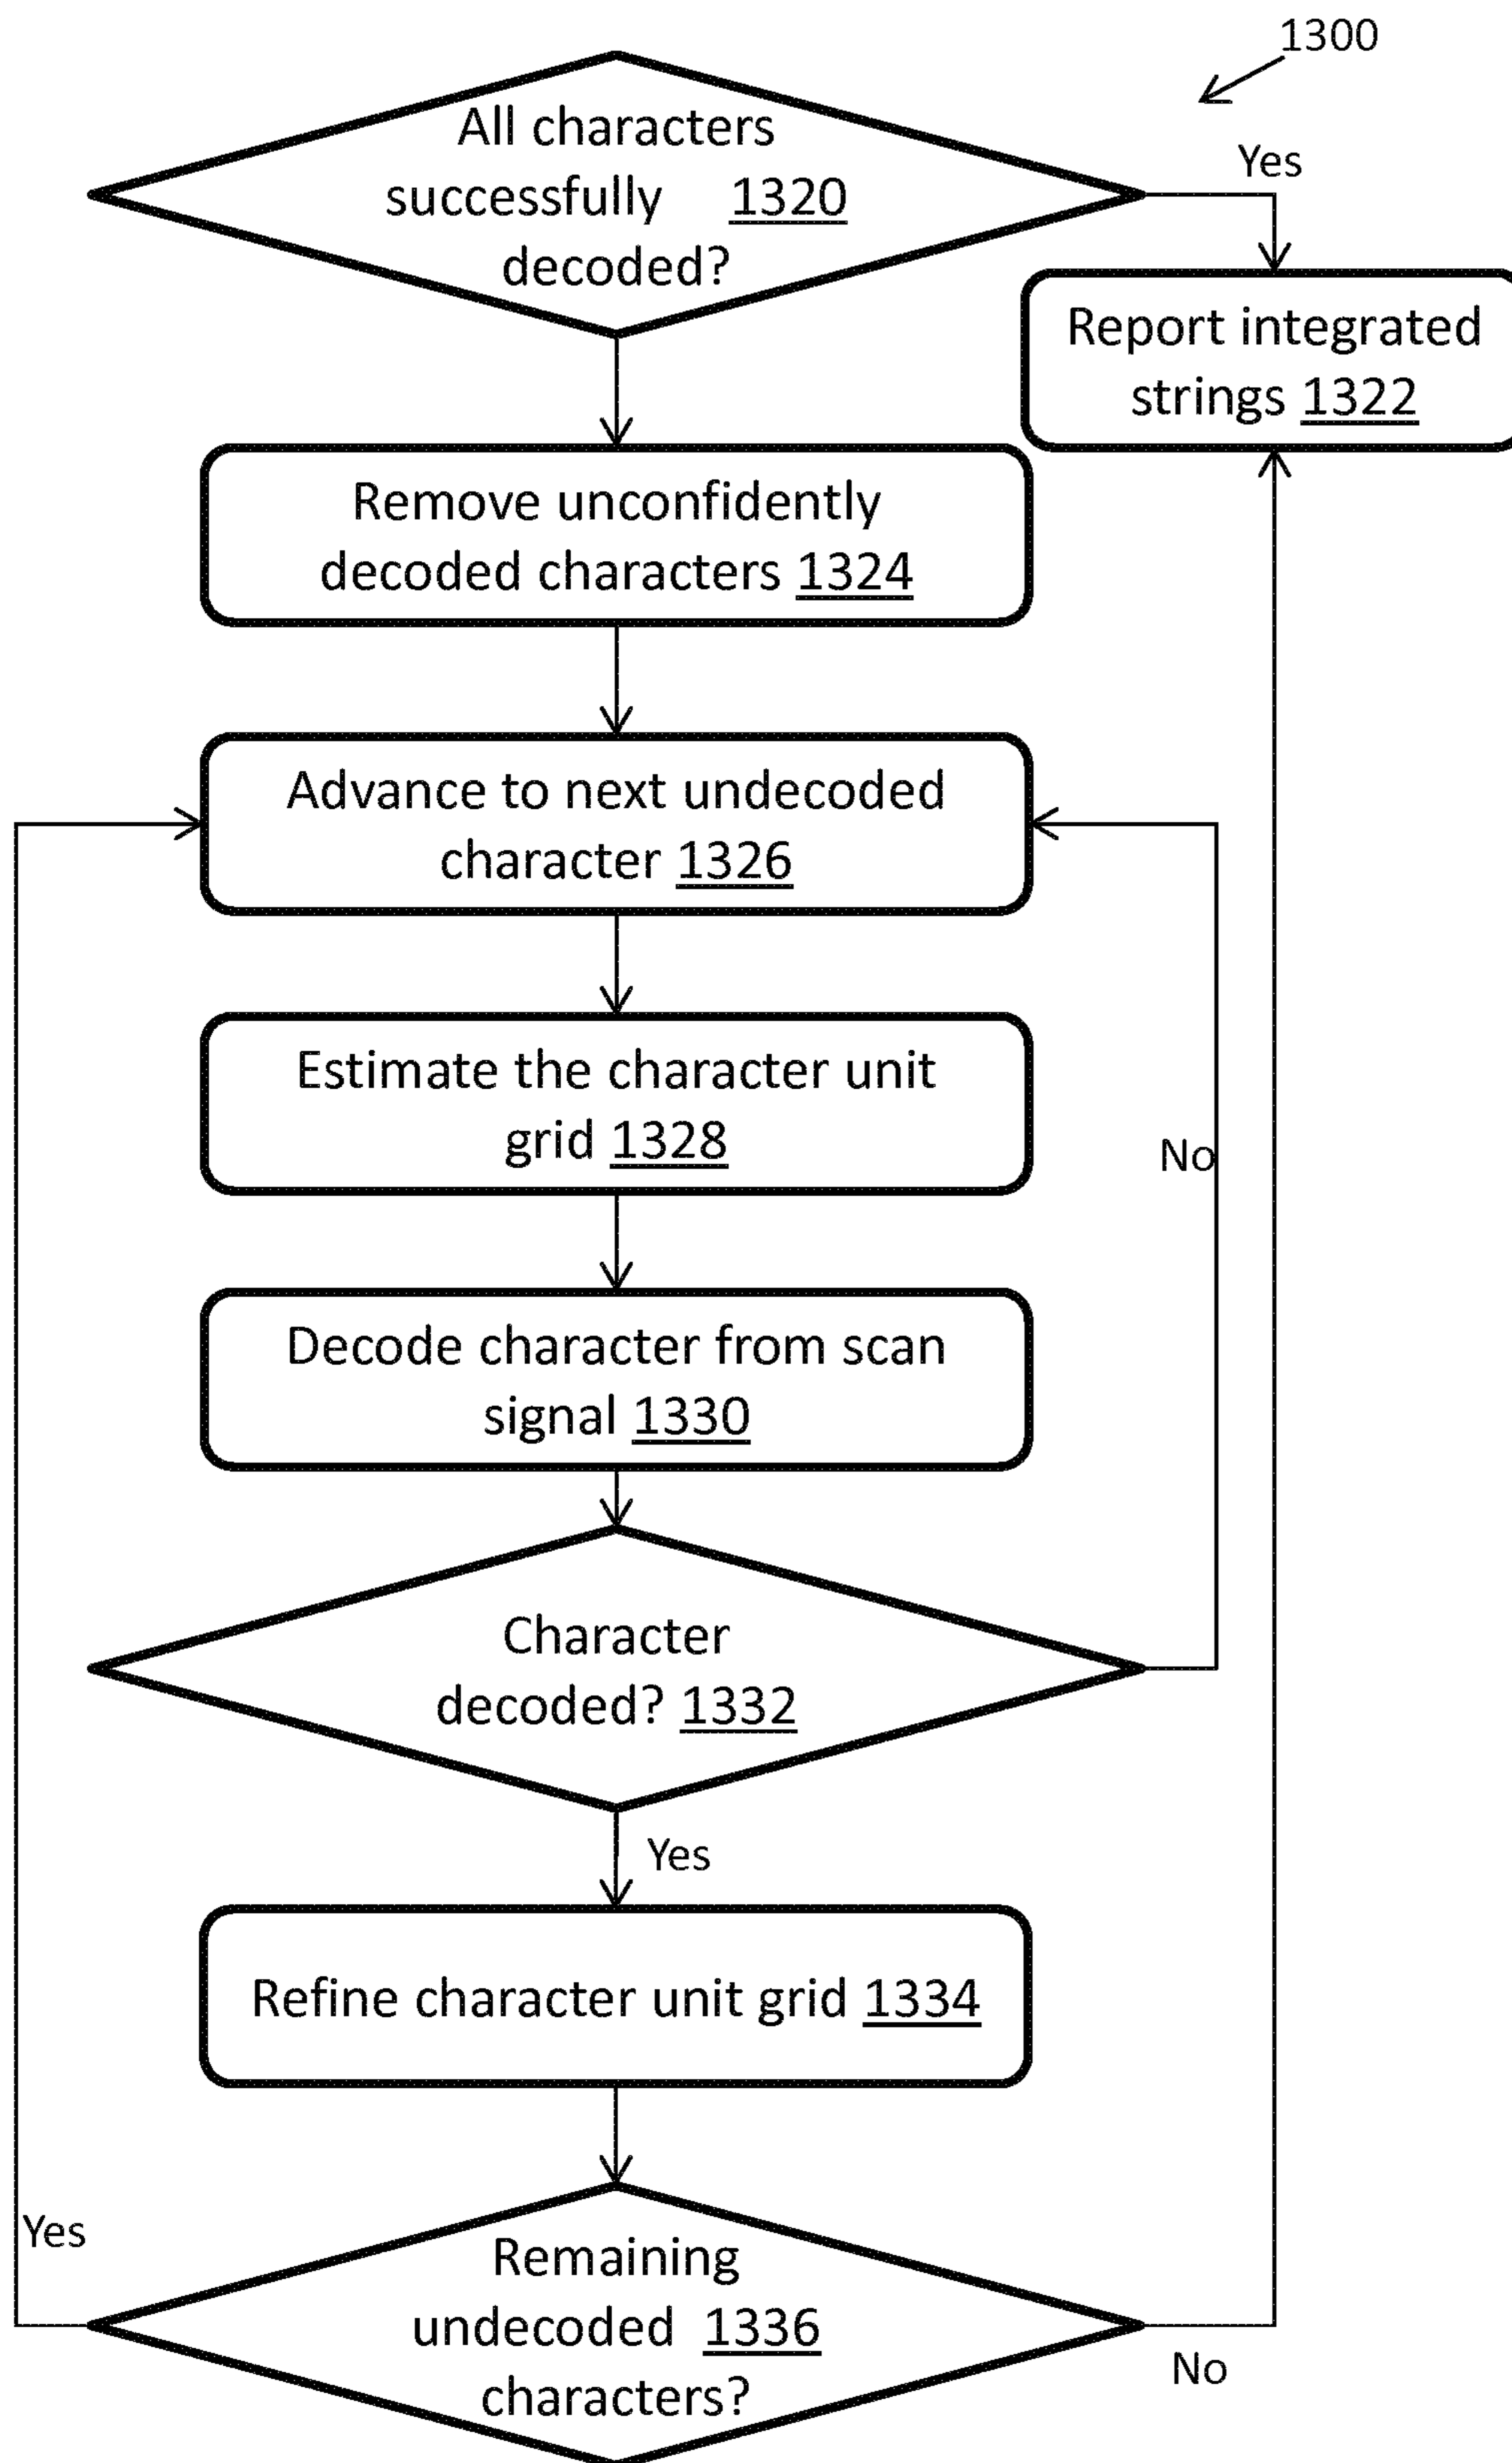 1300
All characters
successfully 1320
decoded?
Yes
Report integrated
strings 1322
Remove unconfidently
decoded characters 1324
Advance to next undecoded
character 1326
Estimate the character unit
grid 1328
No
Decode character from scan
signal 1330
Character
decoded? 1332
Yes
Refine character unit grid 1334
Yes
Remaining
undecoded 1336
characters?
No